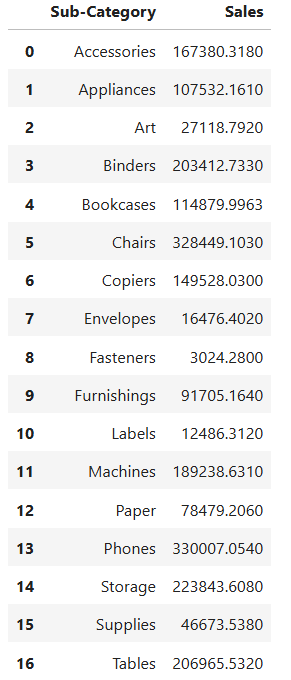 Sub-Category Sales
0 Accessories 167380.3180
1 Appliances 107532.1610
2 Art 27118.7920
3 Binders 203412.7330
4 Bookcases 114879.9963
5 Chairs 328449.1030
6 Copiers 149528.0300
7 Envelopes 16476.4020
8 Fasteners 3024.2800
9 Furnishings 91705.1640
10 Labels 12486.3120
11 Machines 189238.6310
12 Paper 78479.2060
13 Phones 330007.0540
14 Storage 223843.6080
15 Supplies 46673.5380
16 Tables 206965.5320